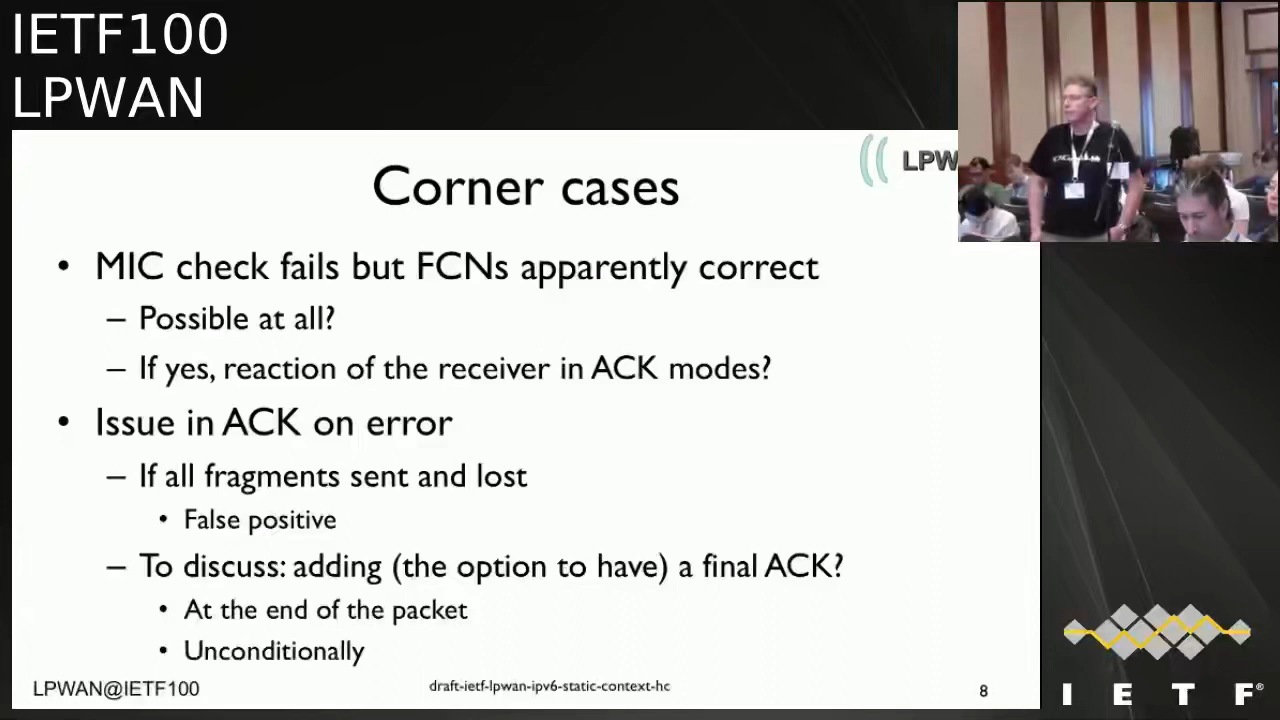 IETF100
LPWAN
LPW
Corner cases
• MIC check fails but FCNs apparently correct
– Possible at all?
– If yes, reaction of the receiver in ACK modes?
• Issue in ACK on error
– If all fragments sent and lost
• False positive
– To discuss: adding (the option to have) a final ACK?
• At the end of the packet
• Unconditionally
LPWAN@IETF100
draft-ietf-lpwan-ipv6-static-context-hc
8
I E T F®